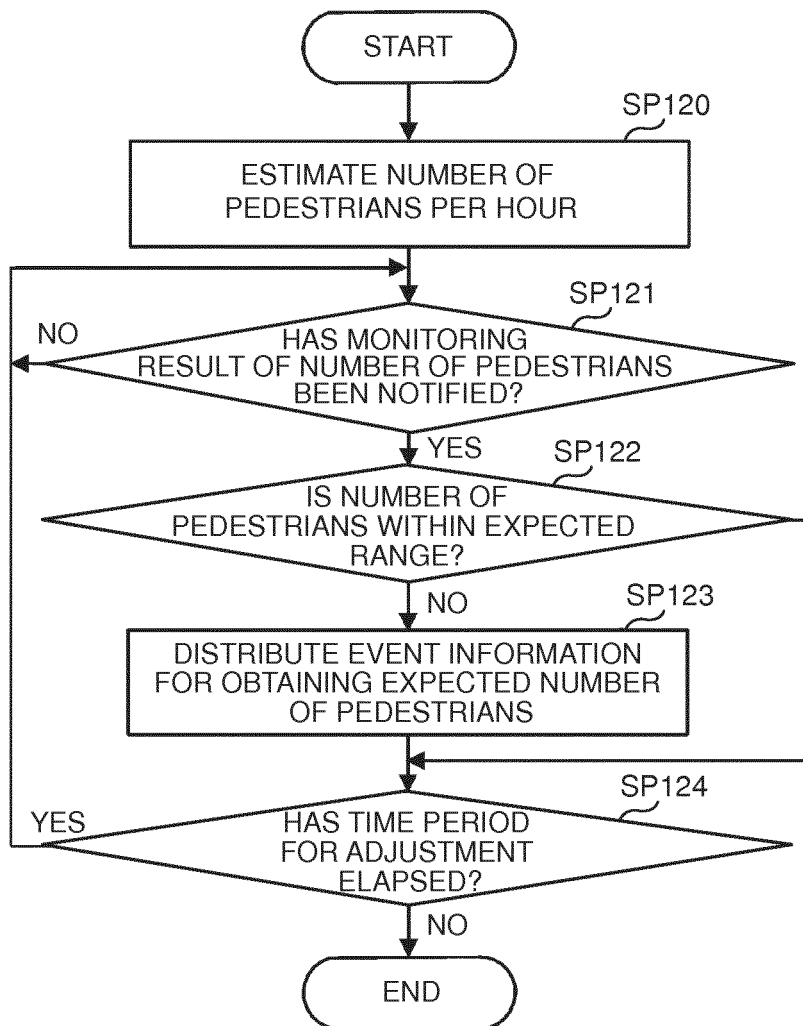 START
SP120
ESTIMATE NUMBER OF
PEDESTRIANS PER HOUR
SP121
NO
HAS MONITORING
RESULT OF NUMBER OF PEDESTRIANS
BEEN NOTIFIED?
YES
SP122
IS NUMBER OF
PEDESTRIANS WITHIN EXPECTED
RANGE?
NO
SP123
DISTRIBUTE EVENT INFORMATION
FOR OBTAINING EXPECTED NUMBER
OF PEDESTRIANS
SP124
YES
HAS TIME PERIOD
FOR ADJUSTMENT
ELAPSED?
NO
END